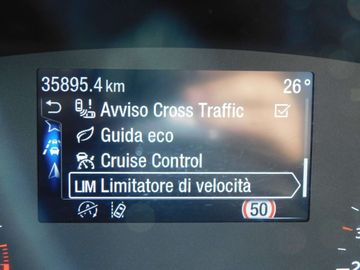 35895.4 km 26°
Avviso Cross Traffic
Guida eco
Cruise Control
LIM Limitatore di velocità
50